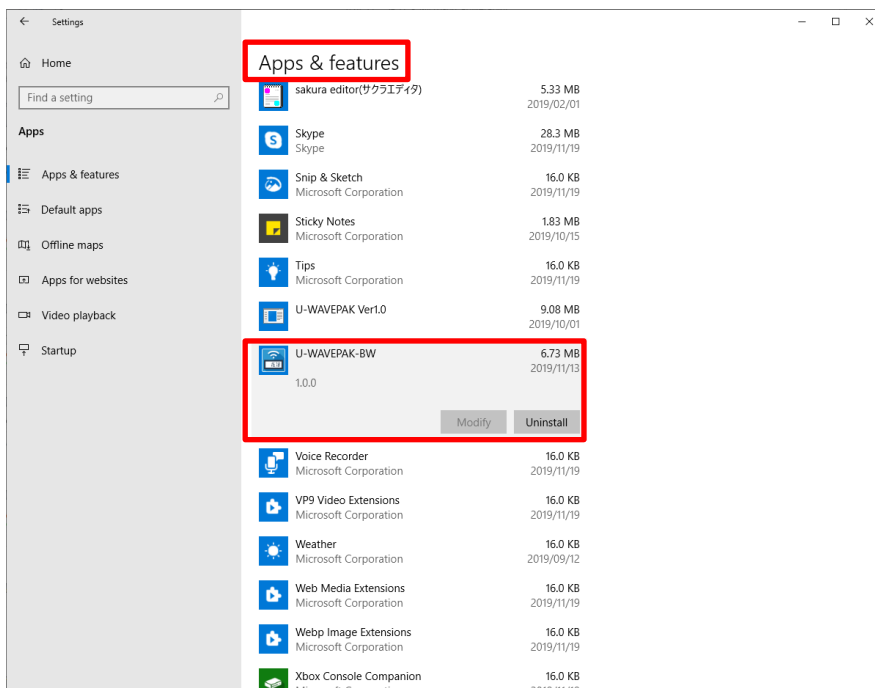 Settings
Home
Find a setting
Apps
Apps & features
Default apps
Offline maps
Apps for websites
Video playback
Startup
Apps & features
sakura editor(サクラエディタ) 5.33 MB
2019/02/01
Skype 28.3 MB
Skype 2019/11/19
Snip & Sketch 16.0 KB
Microsoft Corporation 2019/11/19
Sticky Notes 1.83 MB
Microsoft Corporation 2019/10/15
Tips 16.0 KB
Microsoft Corporation 2019/11/19
U-WAVEPAK Ver1.0 9.08 MB
2019/10/01
U-WAVEPAK-BW 6.73 MB
2019/11/13
1.0.0
Modify Uninstall
Voice Recorder 16.0 KB
Microsoft Corporation 2019/11/19
VP9 Video Extensions 16.0 KB
Microsoft Corporation 2019/11/19
Weather 16.0 KB
Microsoft Corporation 2019/09/12
Web Media Extensions 16.0 KB
Microsoft Corporation 2019/11/19
Webp Image Extensions 16.0 KB
Microsoft Corporation 2019/11/19
Xbox Console Companion 16.0 KB